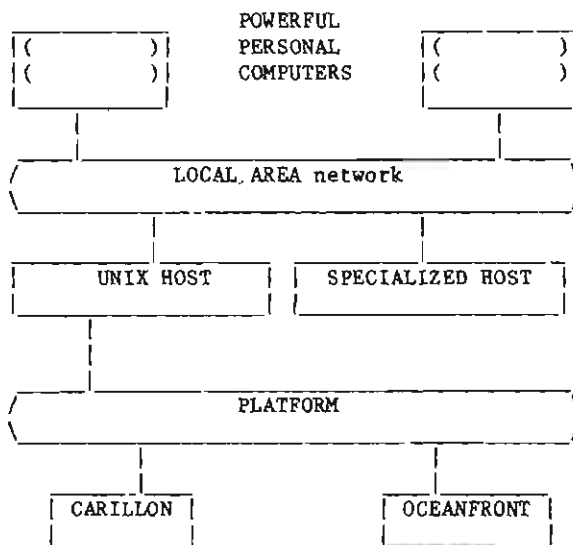 POWERFUL
PERSONAL
COMPUTERS
LOCAL AREA network
UNIX HOST
SPECIALIZED HOST
PLATFORM
CARILLON
OCEANFRONT